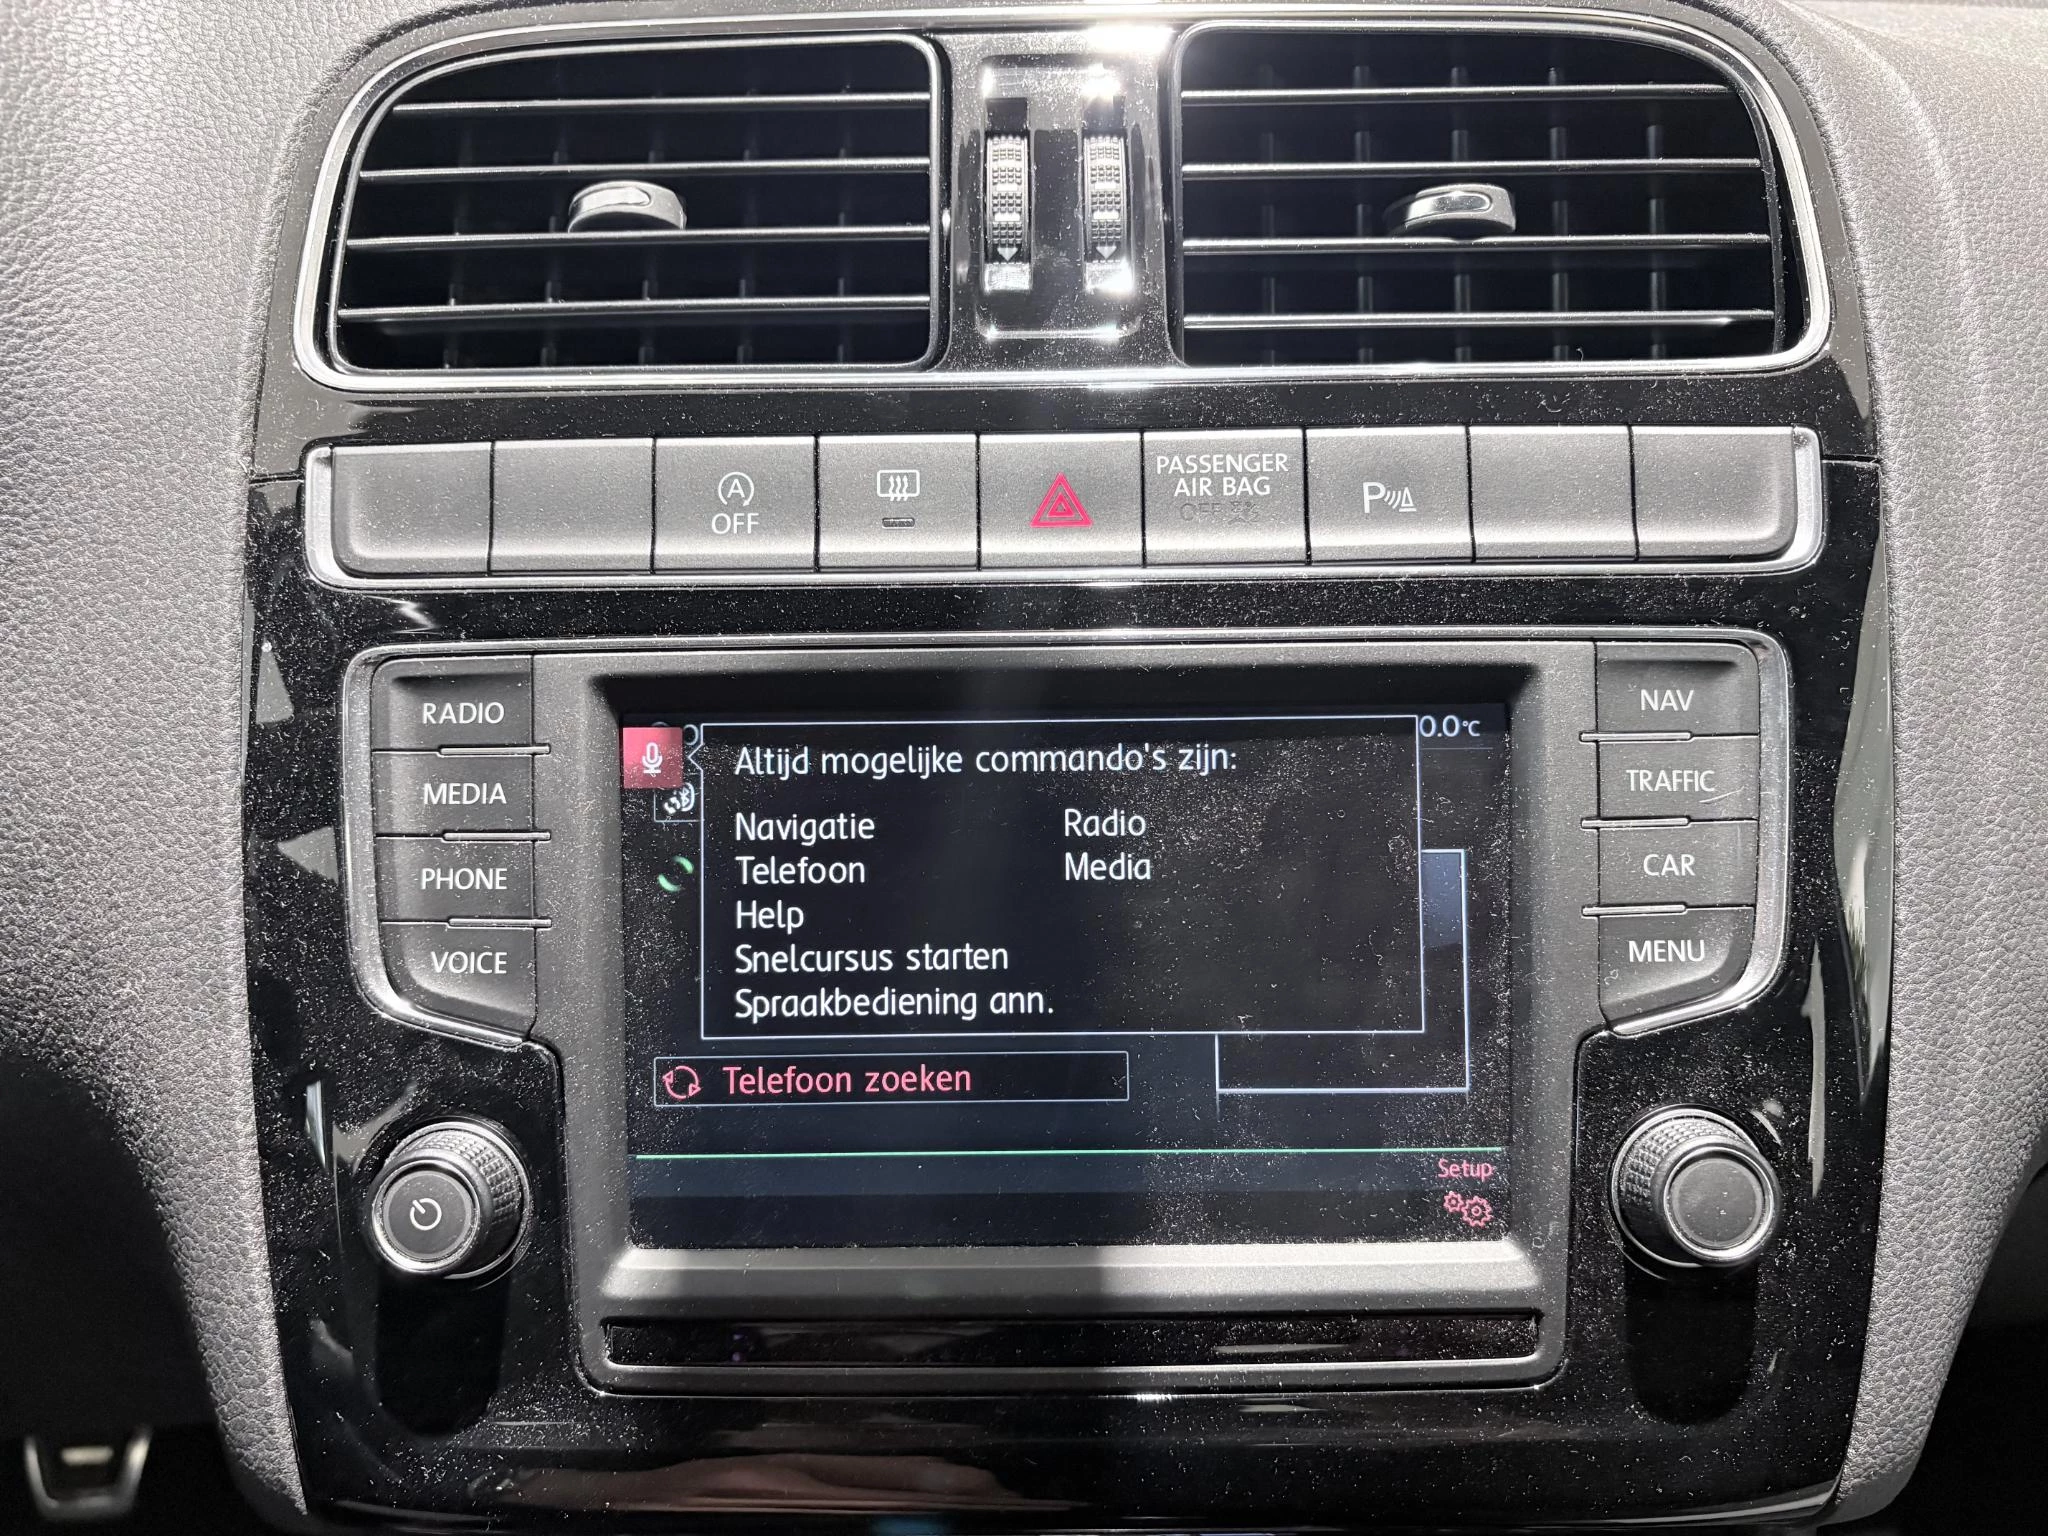 A
OFF
PASSENGER
AIR BAG
OFF
P
RADIO
MEDIA
PHONE
VOICE
NAV
TRAFFIC
CAR
MENU
0.0°C
Altijd mogelijke commando's zijn:
Navigatie Radio
Telefoon Media
Help
Snelcursus starten
Spraakbediening ann.
Telefoon zoeken
Setup